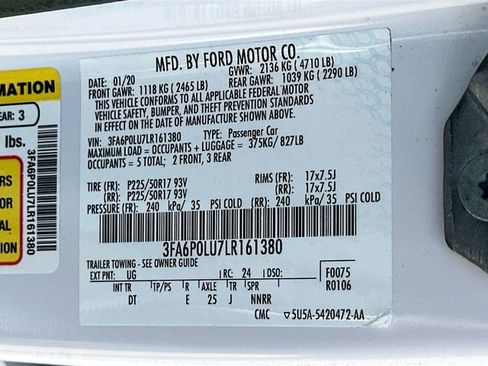 MFD. BY FORD MOTOR CO.
01/20 GVWR: 2136 KG ( 4710 LB)
FRONT GAWR: 1118 KG ( 2465 LB) REAR GAWR: 1039 KG ( 2290 LB)
THIS VEHICLE CONFORMS TO ALL APPLICABLE FEDERAL MOTOR
VEHICLE SAFETY, BUMPER, AND THEFT PREVENTION STANDARDS
IN EFFECT ON THE DATE OF MANUFACTURE SHOWN ABOVE.
VIN: 3FA6P0LU7LR161380 TYPE: Passenger Car
MAXIMUM LOAD = OCCUPANTS + LUGGAGE = 375KG/ 827LB
OCCUPANTS = 5 TOTAL; 2 FRONT, 3 REAR
TIRE (FR): P225/50R17 93V RIMS (FR): 17x7.5J
(RR): P225/50R17 93V (RR): 17x7.5J
PRESSURE (FR): 240 kPa/ 35 PSI COLD (RR): 240 kPa/35 PSI COLD
3FA6P0LU7LR161380
TRAILER TOWING - SEE OWNER GUIDE
EXT PNT: UG RC: 24 DSO: F0075
INT TR TP/PS R AXLE TR SPR R0106
DT E 25 J NNRR
CMC ▽5U5A-5420472-AA
RMATION
EAR: 3
lbs.
RS
3FA6P0LU7LR161380